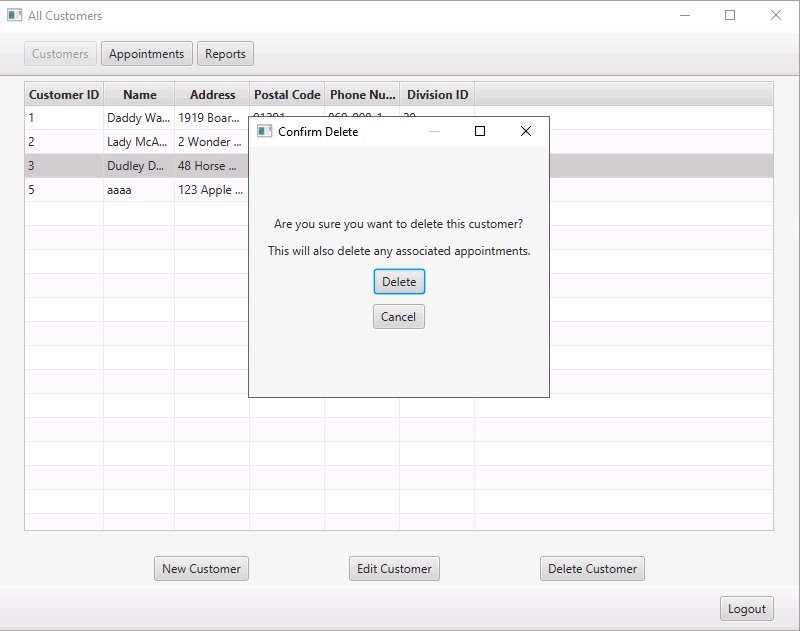 All Customers
Customers Appointments Reports
Customer ID Name Address Postal Code Phone Nu... Division ID
1 Daddy Wa... 1919 Boar...
2 Lady McA... 2 Wonder ...
3 Dudley D... 48 Horse ...
5 aaaa 123 Apple ...
Confirm Delete
Are you sure you want to delete this customer?
This will also delete any associated appointments.
Delete
Cancel
New Customer Edit Customer Delete Customer
Logout